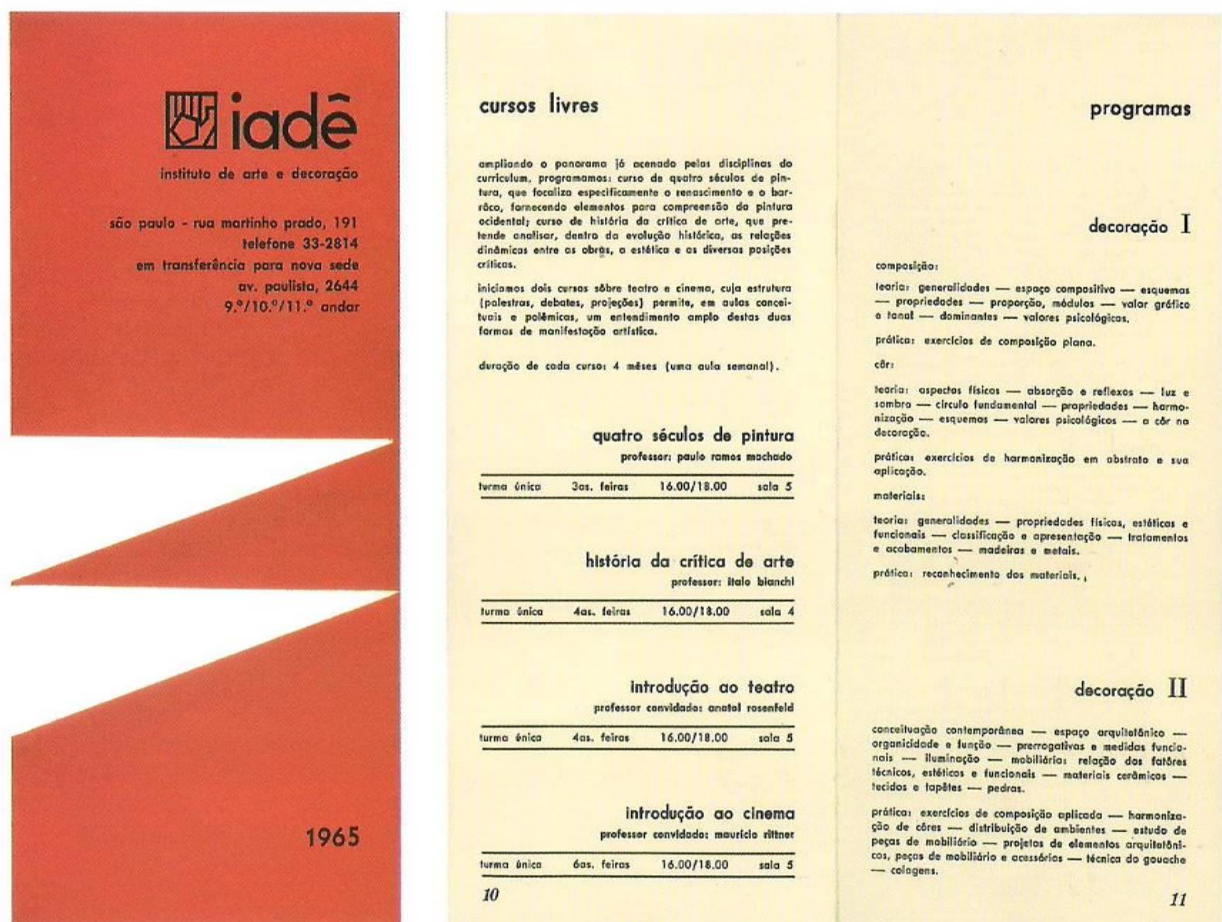 iadê
instituto de arte e decoração
são paulo - rua martinho prado, 191
telefone 33-2814
em transferência para nova sede
av. paulista, 2644
9.º/10.º/11.º andar
1965
cursos livres
ampliando o panorama já acenado pelas disciplinas do
curriculum, programamos: curso de quatro séculos de pin-
tura, que focaliza especificamente o renascimento e o bar-
rôco, fornecendo elementos para compreensão da pintura
ocidental; curso de história da crítica de arte, que pre-
tende analisar, dentro da evolução histórica, as relações
dinâmicas entre as obras, a estética e as diversas posições
críticas.
iniciamos dois cursos sôbre teatro e cinema, cuja estrutura
(palestras, debates, projeções) permite, em aulas concei-
tuais e polêmicas, um entendimento amplo destas duas
formas de manifestação artística.
duração de cada curso: 4 mêses (uma aula semanal).
quatro séculos de pintura
professor: paulo ramos machado
turma única 3as. feiras 16.00/18.00 sala 5
história da crítica de arte
professor: italo bianchi
turma única 4as. feiras 16.00/18.00 sala 4
introdução ao teatro
professor convidado: anatol rosenfeld
turma única 4as. feiras 16.00/18.00 sala 5
introdução ao cinema
professor convidado: maurício rittner
turma única 6as. feiras 16.00/18.00 sala 5
10
programas
decoração I
composição:
teoria: generalidades — espaço compositivo — esquemas
— propriedades — proporção, módulos — valor gráfico
e tonal — dominantes — valores psicológicos.
prática: exercícios de composição plana.
côr:
teoria: aspectos físicos — absorção e reflexos — luz e
sombra — círculo fundamental — propriedades — harmo-
nização — esquemas — valores psicológicos — a côr na
decoração.
prática: exercícios de harmonização em abstrato e sua
aplicação.
materiais:
teoria: generalidades — propriedades físicas, estéticas e
funcionais — classificação e apresentação — tratamentos
e acabamentos — madeiras e metais.
prática: reconhecimento dos materiais.
decoração II
conceituação contemporânea — espaço arquitetônico —
organicidade e função — prerrogativas e medidas funcio-
nais — iluminação — mobiliário: relação dos fatôres
técnicos, estéticos e funcionais — materiais cerâmicos —
tecidos e tapêtes — pedras.
prática: exercícios de composição aplicada — harmoniza-
ção de côres — distribuição de ambientes — estudo de
peças de mobiliário — projetos de elementos arquitetôni-
cos, peças de mobiliário e acessórios — técnica do gouache
— colagens.
11